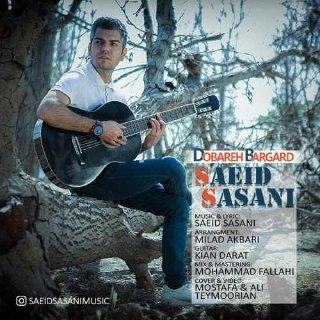 DOBAREH BARGARD
SAEID
SASANI
MUSIC & LYRIC:
SAEID SASANI
ARRANGMENT:
MILAD AKBARI
GUITAR:
KIAN DARAT
MIX & MASTERING:
MOHAMMAD FALLAHI
COVER & VIDEO:
MOSTAFA & ALI
TEYMOORIAN
SAEIDSASANIMUSIC